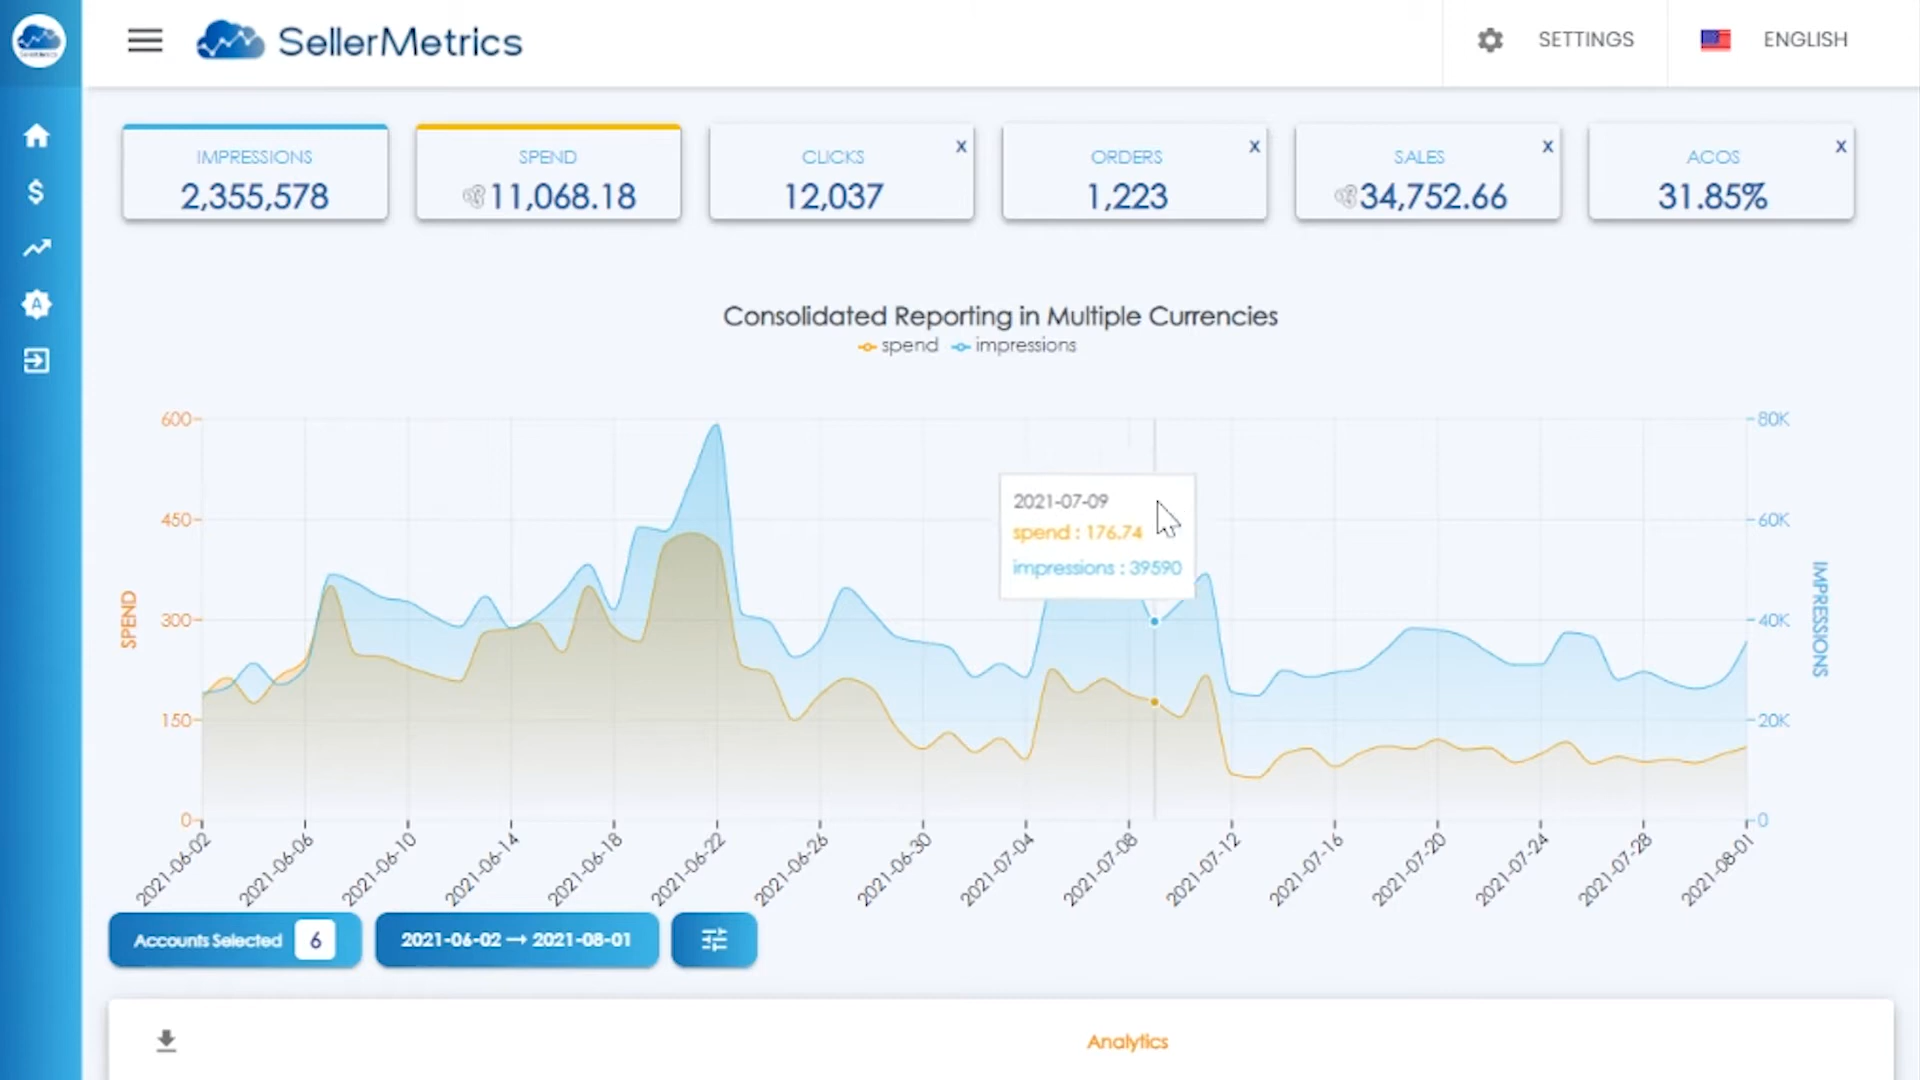 SellerMetrics
SETTINGS
ENGLISH
IMPRESSIONS
2,355,578
SPEND
11,068.18
CLICKS
x
12,037
ORDERS
x
1,223
SALES
x
34,752.66
ACOS
x
31.85%
Consolidated Reporting in Multiple Currencies
spend impressions
600
450
300
150
0
SPEND
80K
60K
40K
20K
0
IMPRESSIONS
2021-07-09
spend : 176.74
impressions : 39590
2021-06-02
2021-06-06
2021-06-10
2021-06-14
2021-06-18
2021-06-22
2021-06-26
2021-06-30
2021-07-04
2021-07-08
2021-07-12
2021-07-16
2021-07-20
2021-07-24
2021-07-28
2021-08-01
Accounts Selected 6
2021-06-02 → 2021-08-01
Analytics